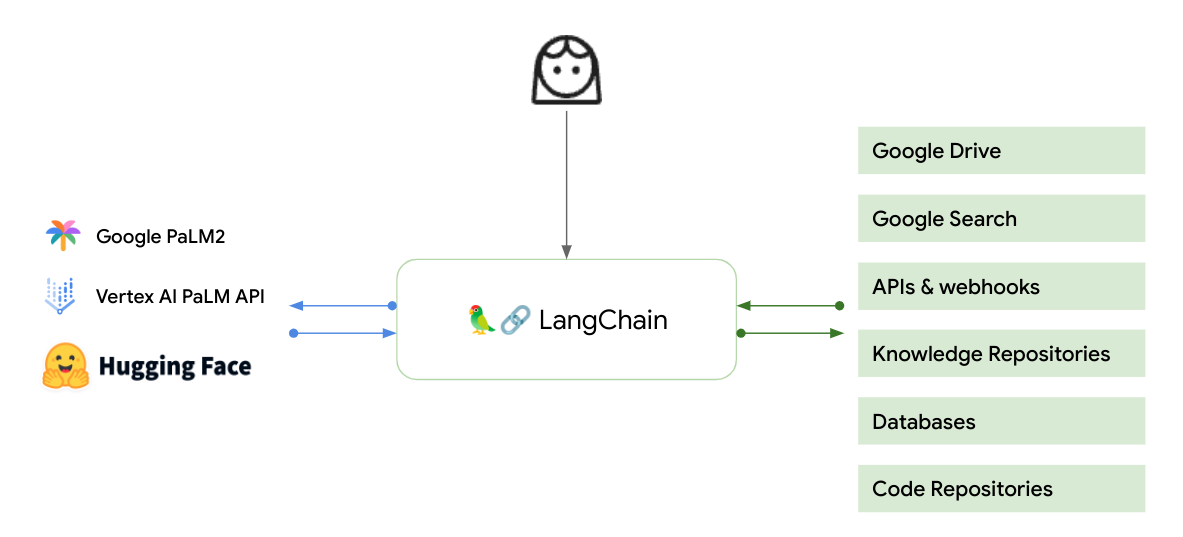 Google PaLM2
Vertex AI PaLM API
Hugging Face
LangChain
Google Drive
Google Search
APIs & webhooks
Knowledge Repositories
Databases
Code Repositories